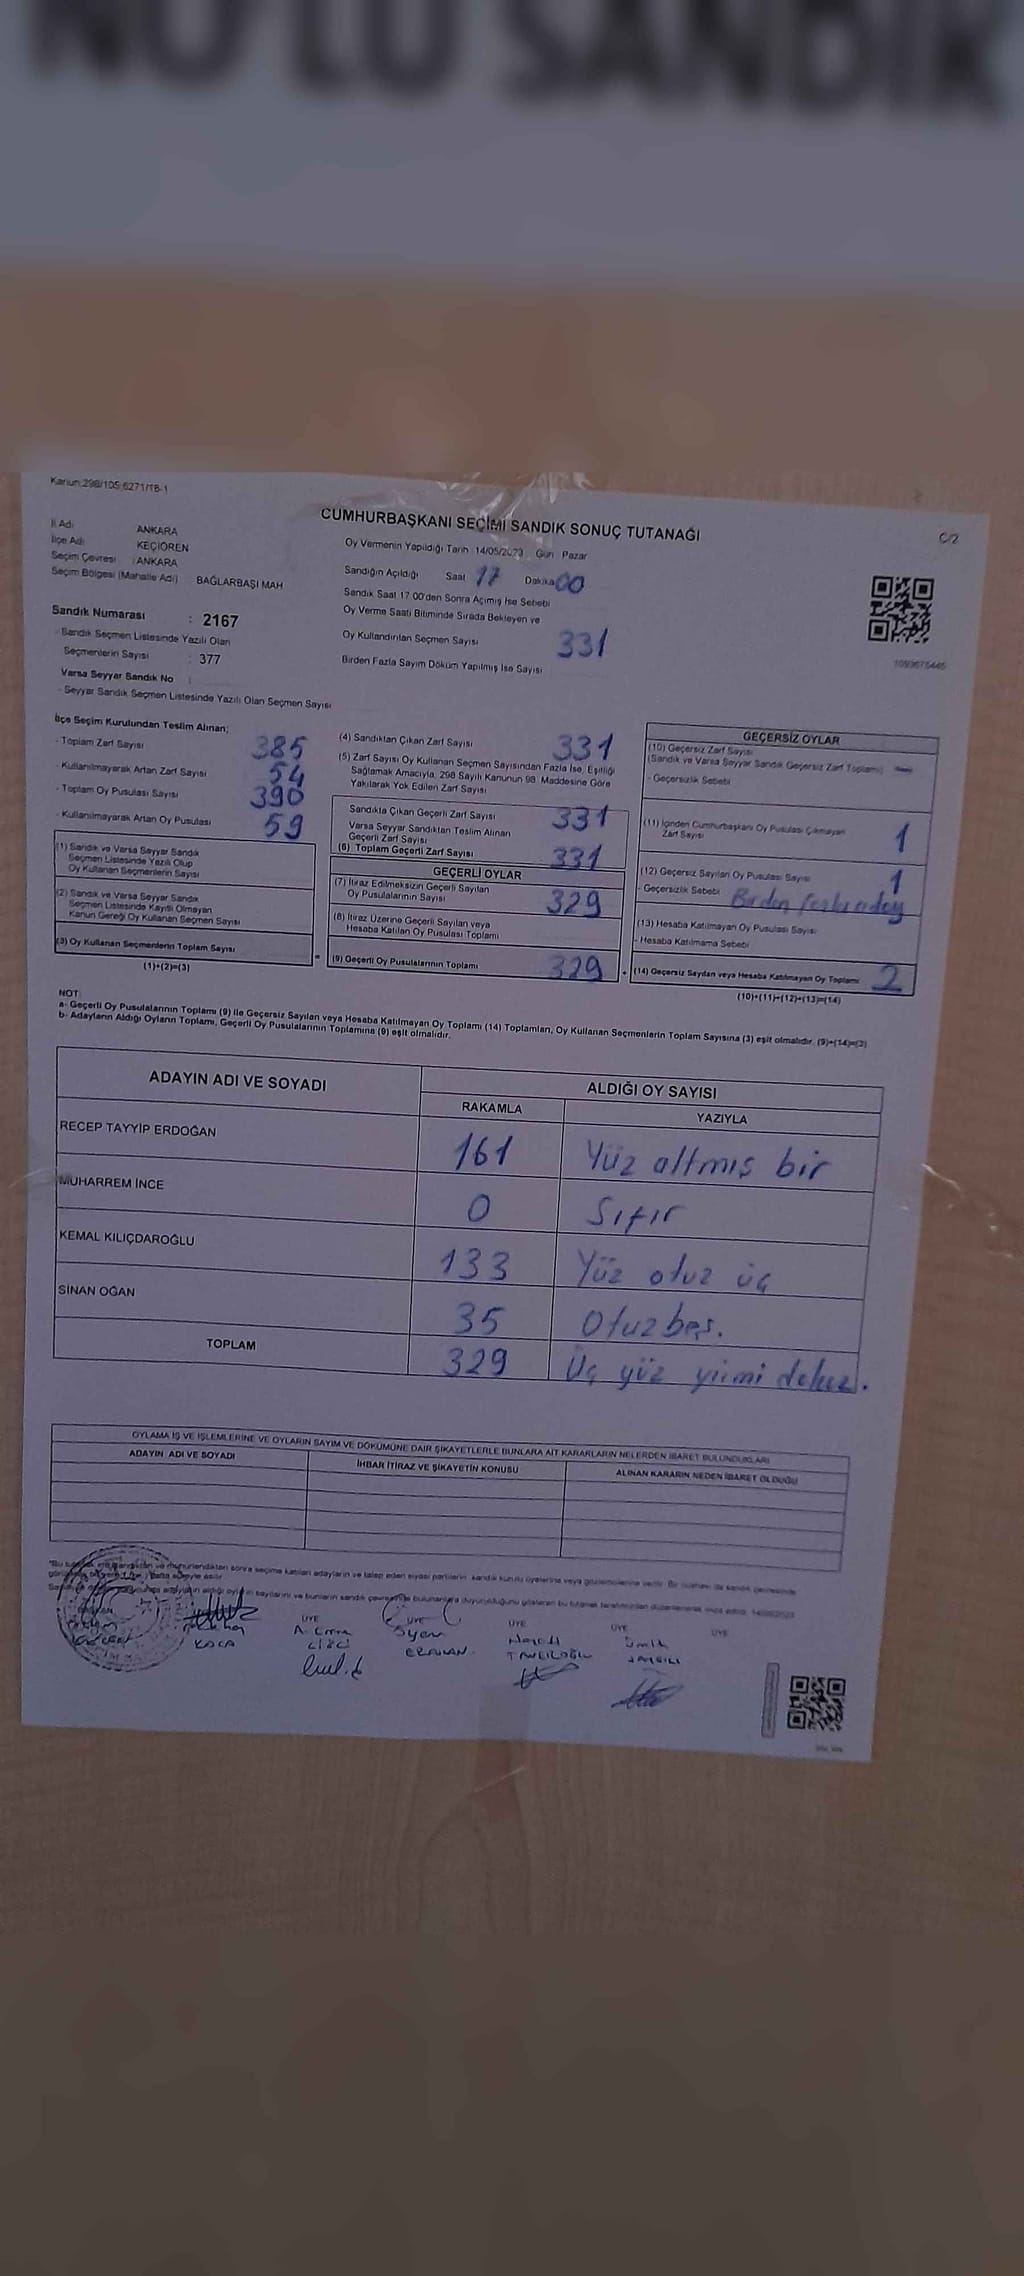 NO'LU SANDIK
Kanun:298/105;6271/18-1
CUMHURBAŞKANI SEÇİMİ SANDIK SONUÇ TUTANAĞI
C/2
İl Adı ANKARA
İlçe Adı KEÇİÖREN
Seçim Çevresi : ANKARA
Seçim Bölgesi (Mahalle Adı) BAĞLARBAŞI MAH
Oy Vermenin Yapıldığı Tarih 14/05/2023 Gün Pazar
Sandığın Açıldığı Saat 17 Dakika 00
Sandık Saat 17:00'den Sonra Açılmış İse Sebebi
Oy Verme Saati Bitiminde Sırada Bekleyen ve
Oy Kullandırılan Seçmen Sayısı 331
Birden Fazla Sayım Döküm Yapılmış İse Sayısı
1093675445
Sandık Numarası : 2167
- Sandık Seçmen Listesinde Yazılı Olan
Seçmenlerin Sayısı : 377
Varsa Seyyar Sandık No :
- Seyyar Sandık Seçmen Listesinde Yazılı Olan Seçmen Sayısı
İlçe Seçim Kurulundan Teslim Alınan;
- Toplam Zarf Sayısı 385
- Kullanılmayarak Artan Zarf Sayısı 54
- Toplam Oy Pusulası Sayısı 390
- Kullanılmayarak Artan Oy Pusulası 59
(1) Sandık ve Varsa Seyyar Sandık
Seçmen Listesinde Yazılı Olup
Oy Kullanan Seçmenlerin Sayısı
(2) Sandık ve Varsa Seyyar Sandık
Seçmen Listesinde Kayıtlı Olmayan
Kanun Gereği Oy Kullanan Seçmen Sayısı
(3) Oy Kullanan Seçmenlerin Toplam Sayısı
(1)+(2)=(3)
(4) Sandıktan Çıkan Zarf Sayısı 331
(5) Zarf Sayısı Oy Kullanan Seçmen Sayısından Fazla İse, Eşitliği
Sağlamak Amacıyla, 298 Sayılı Kanunun 98. Maddesine Göre
Yakılarak Yok Edilen Zarf Sayısı
Sandıkta Çıkan Geçerli Zarf Sayısı 331
Varsa Seyyar Sandıktan Teslim Alınan
Geçerli Zarf Sayısı
(6) Toplam Geçerli Zarf Sayısı 331
GEÇERLİ OYLAR
(7) İtiraz Edilmeksizin Geçerli Sayılan
Oy Pusulalarının Sayısı 329
(8) İtiraz Üzerine Geçerli Sayılan veya
Hesaba Katılan Oy Pusulası Toplamı
(9) Geçerli Oy Pusulalarının Toplamı 329
GEÇERSİZ OYLAR
(10) Geçersiz Zarf Sayısı
(Sandık ve Varsa Seyyar Sandık Geçersiz Zarf Toplamı)
- Geçersizlik Sebebi
(11) İçinden Cumhurbaşkanı Oy Pusulası Çıkmayan
Zarf Sayısı 1
(12) Geçersiz Sayılan Oy Pusulası Sayısı 1
- Geçersizlik Sebebi Birden fazla aday
(13) Hesaba Katılmayan Oy Pusulası Sayısı
- Hesaba Katılmama Sebebi
(14) Geçersiz Sayılan veya Hesaba Katılmayan Oy Toplamı 2
(10)+(11)+(12)+(13)=(14)
NOT:
a- Geçerli Oy Pusulalarının Toplamı (9) ile Geçersiz Sayılan veya Hesaba Katılmayan Oy Toplamı (14) Toplamları, Oy Kullanan Seçmenlerin Toplam Sayısına (3) eşit olmalıdır. (9)+(14)=(3)
b- Adayların Aldığı Oyların Toplamı, Geçerli Oy Pusulalarının Toplamına (9) eşit olmalıdır.
ADAYIN ADI VE SOYADI
ALDIĞI OY SAYISI
RAKAMLA YAZIYLA
RECEP TAYYİP ERDOĞAN 161 Yüz altmış bir
MUHARREM İNCE 0 Sıfır
KEMAL KILIÇDAROĞLU 133 Yüz otuz üç
SİNAN OĞAN 35 Otuzbeş.
TOPLAM 329 Üç yüz yirmi dokuz.
OYLAMA İŞ VE İŞLEMLERİNE VE OYLARIN SAYIM VE DÖKÜMÜNE DAİR ŞİKAYETLERLE BUNLARA AİT KARARLARIN NELERDEN İBARET BULUNDUKLARI
ADAYIN ADI VE SOYADI
İHBAR İTİRAZ VE ŞİKAYETİN KONUSU
ALINAN KARARIN NEDEN İBARET OLDUĞU
ÜYE ÜYE ÜYE ÜYE ÜYE
KOCA